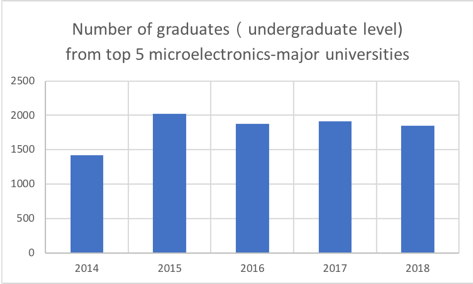 Number of graduates ( undergraduate level)
from top 5 microelectronics-major universities
2500
2000
1500
1000
500
0
2014 2015 2016 2017 2018